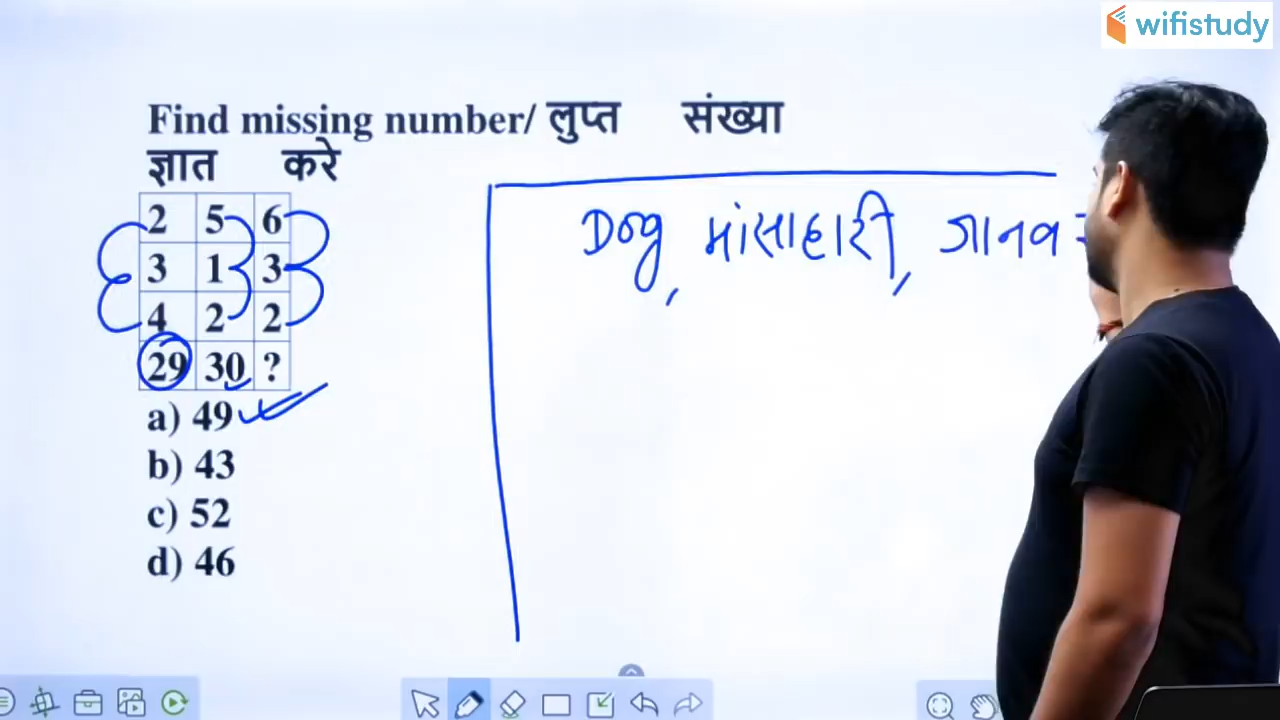 wifistudy
Find missing number/ लुप्त संख्या
ज्ञात करे
2 5 6
3 1 3
4 2 2
29 30 ?
a) 49
b) 43
c) 52
d) 46
Dog, मांसाहारी, जानव